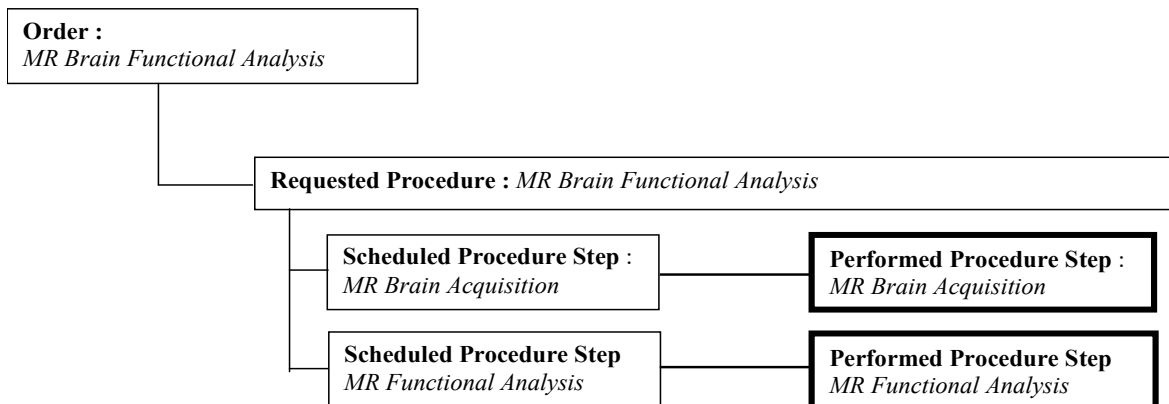 Order :
MR Brain Functional Analysis
Requested Procedure : MR Brain Functional Analysis
Scheduled Procedure Step :
MR Brain Acquisition
Performed Procedure Step :
MR Brain Acquisition
Scheduled Procedure Step
MR Functional Analysis
Performed Procedure Step
MR Functional Analysis